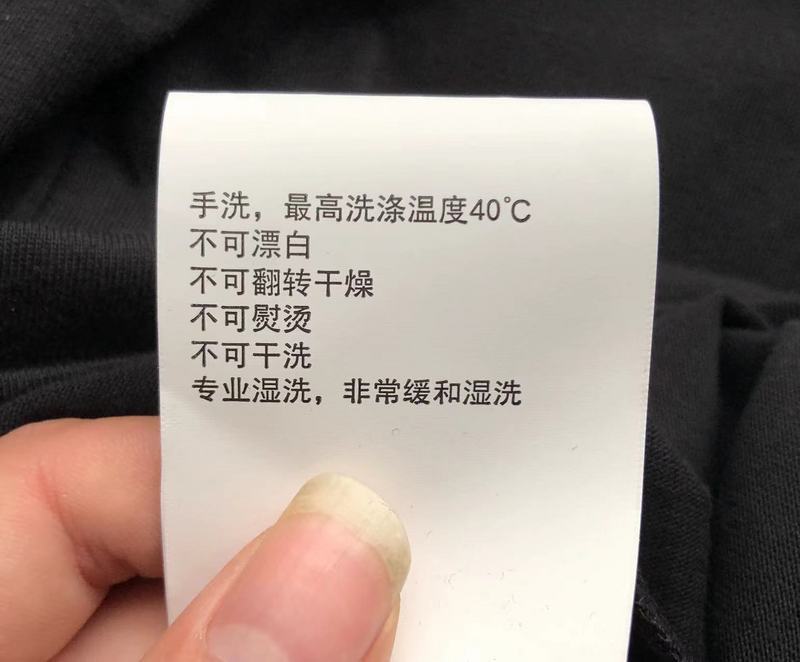 手洗，最高洗涤温度40℃
不可漂白
不可翻转干燥
不可熨烫
不可干洗
专业湿洗，非常缓和湿洗